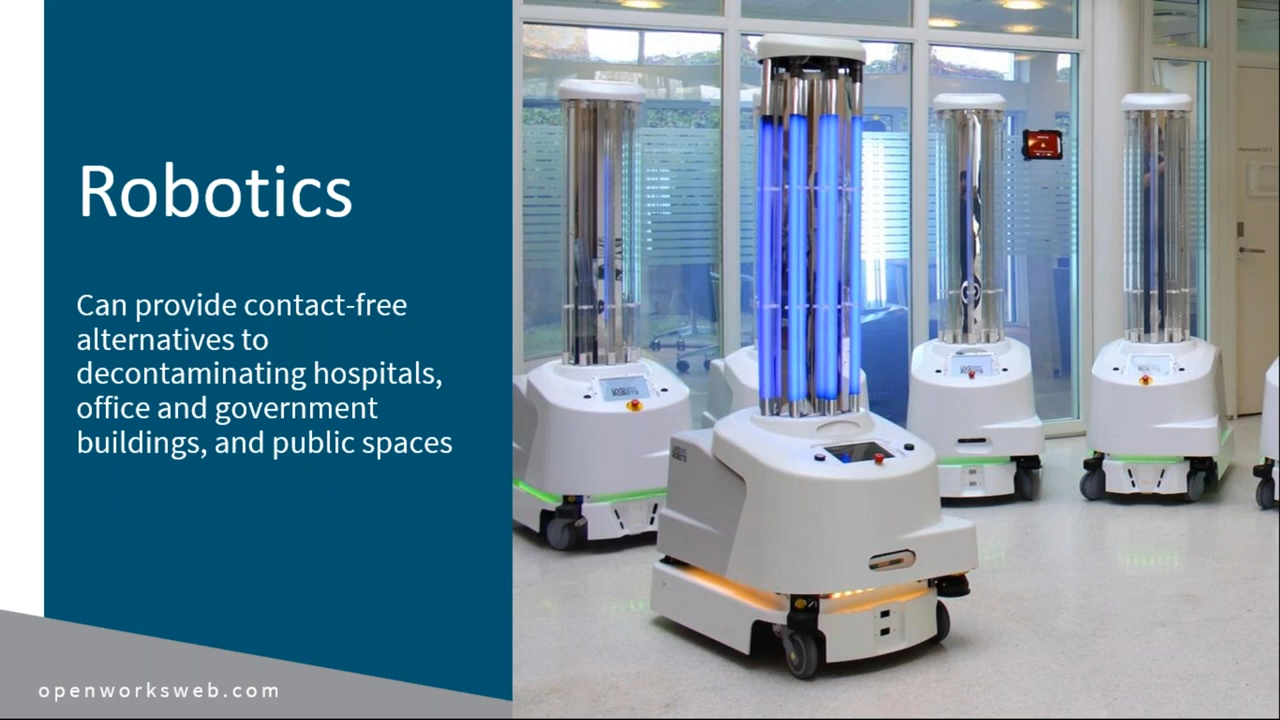 Robotics
Can provide contact-free
alternatives to
decontaminating hospitals,
office and government
buildings, and public spaces
openworksweb.com